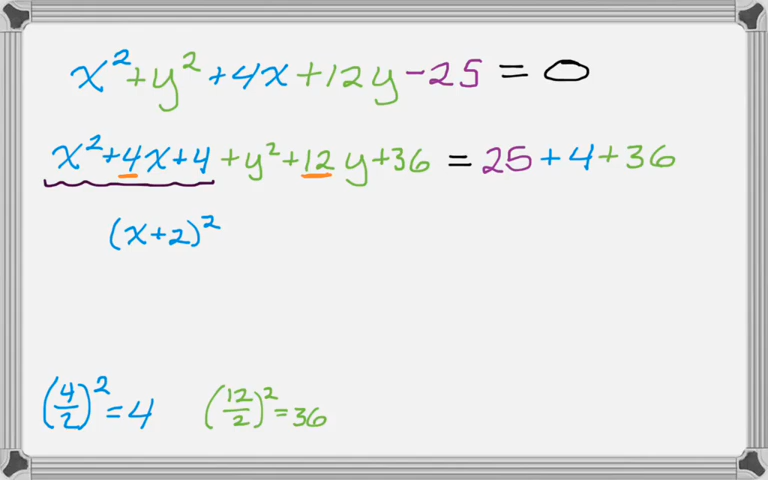 x² + y² + 4x + 12y - 25 = 0
x² + 4x + 4 + y² + 12y + 36 = 25 + 4 + 36
(x + 2)²
(4/2)² = 4 (12/2)² = 36